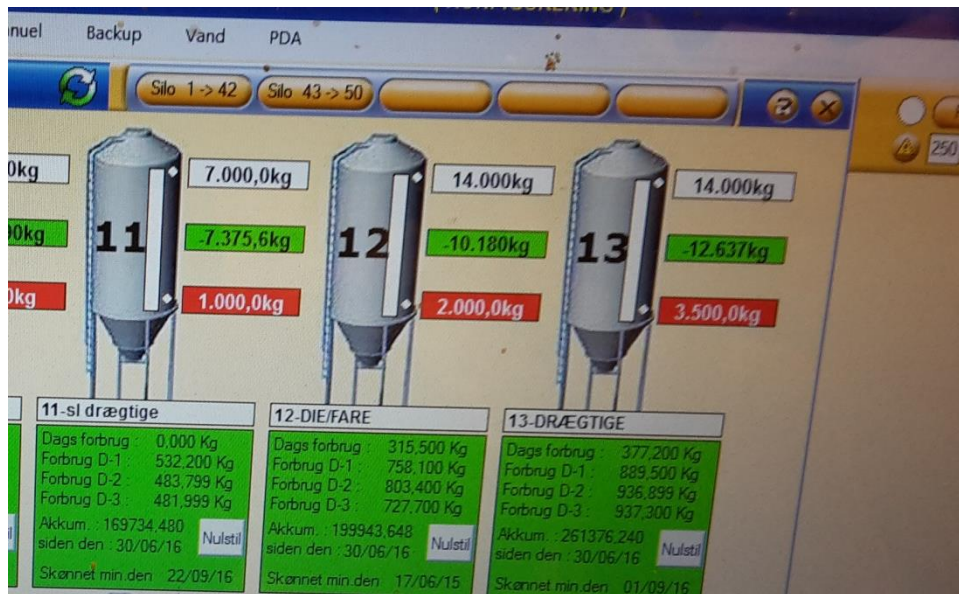 Backup Vand PDA
Silo 1 -> 42 Silo 43 -> 50
250
7.000,0kg
14.000kg
14.000kg
11
-7.375,6kg
12
-10.180kg
13
-12.637kg
1.000,0kg
2.000,0kg
3.500,0kg
11-sl drægtige
Dags forbrug : 0,000 Kg
Forbrug D-1 : 532,200 Kg
Forbrug D-2 : 483,799 Kg
Forbrug D-3 : 481,999 Kg
Akkum. : 169734,480
siden den : 30/06/16
Nulstil
Skønnet min.den 22/09/16
12-DIE/FARE
Dags forbrug : 315,500 Kg
Forbrug D-1 : 758,100 Kg
Forbrug D-2 : 803,400 Kg
Forbrug D-3 : 727,700 Kg
Akkum. : 199943,648
siden den : 30/06/16
Nulstil
Skønnet min.den 17/06/15
13-DRÆGTIGE
Dags forbrug : 377,200 Kg
Forbrug D-1 : 889,500 Kg
Forbrug D-2 : 936,899 Kg
Forbrug D-3 : 937,300 Kg
Akkum. : 261376,240
siden den : 30/06/16
Nulstil
Skønnet min.den 01/09/16